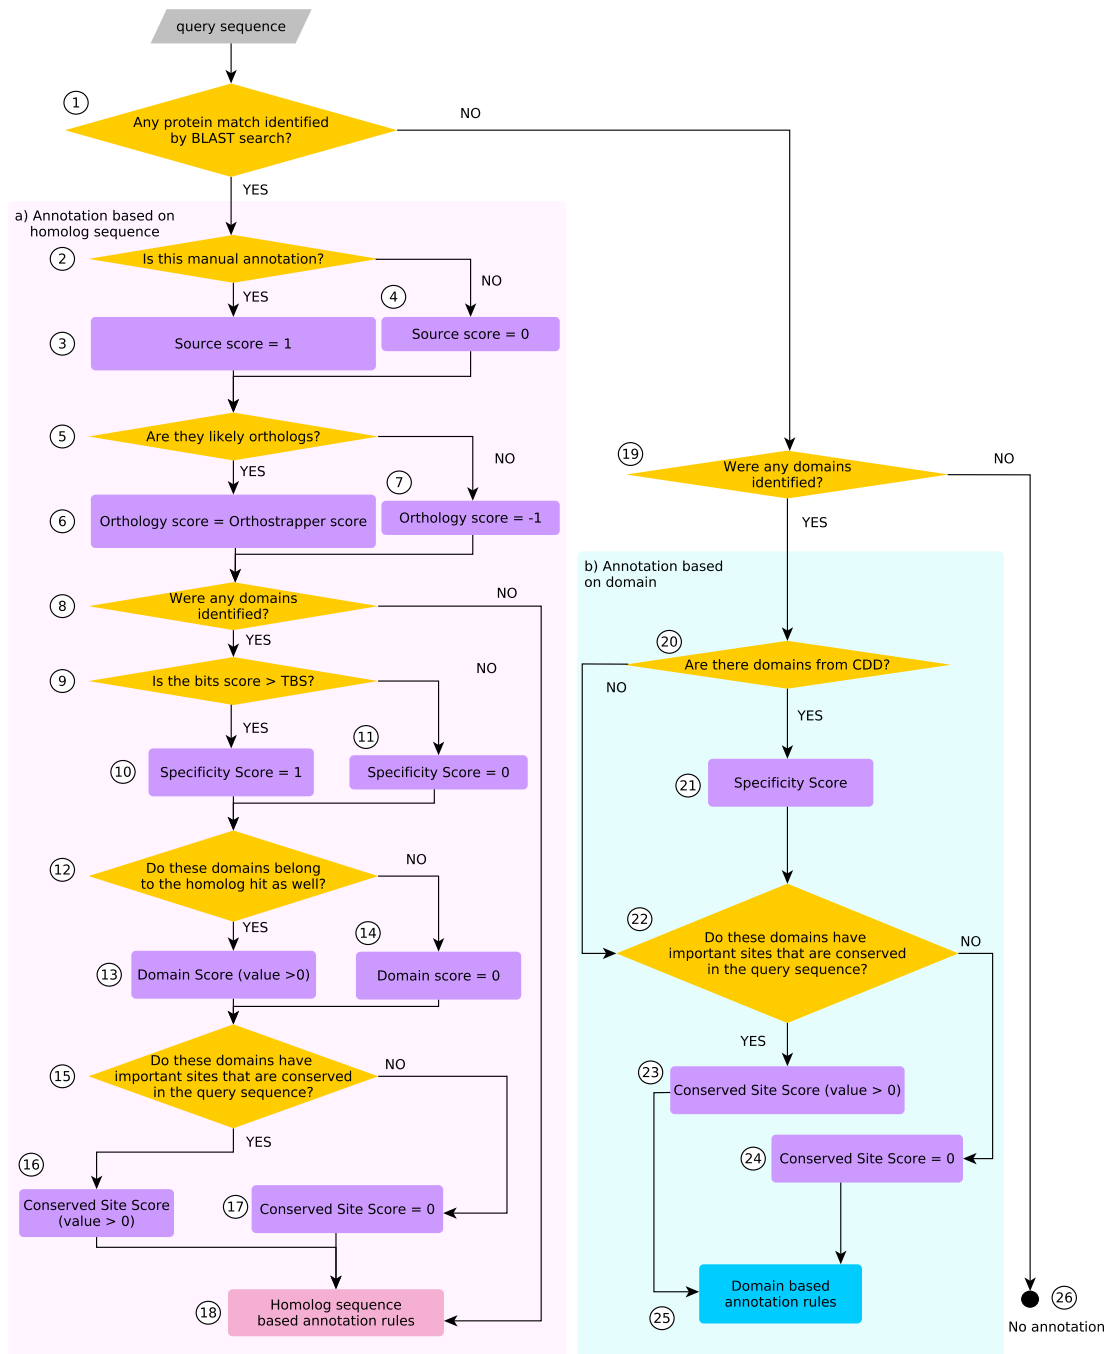 query sequence
1
Any protein match identified
by BLAST search?
NO
YES
a) Annotation based on
homolog sequence
2
Is this manual annotation?
NO
YES
4
3
Source score = 1
Source score = 0
5
Are they likely orthologs?
NO
YES
7
6
Orthology score = Orthostrapper score
Orthology score = -1
8
Were any domains
identified?
NO
YES
9
Is the bits score > TBS?
NO
YES
11
10
Specificity Score = 1
Specificity Score = 0
12
Do these domains belong
to the homolog hit as well?
NO
YES
14
13
Domain Score (value >0)
Domain score = 0
15
Do these domains have
important sites that are conserved
in the query sequence?
NO
YES
16
Conserved Site Score
(value > 0)
17
Conserved Site Score = 0
18
Homolog sequence
based annotation rules
19
Were any domains
identified?
NO
YES
b) Annotation based
on domain
20
Are there domains from CDD?
NO
YES
21
Specificity Score
22
Do these domains have
important sites that are conserved
in the query sequence?
NO
YES
23
Conserved Site Score (value > 0)
24
Conserved Site Score = 0
25
Domain based
annotation rules
26
No annotation